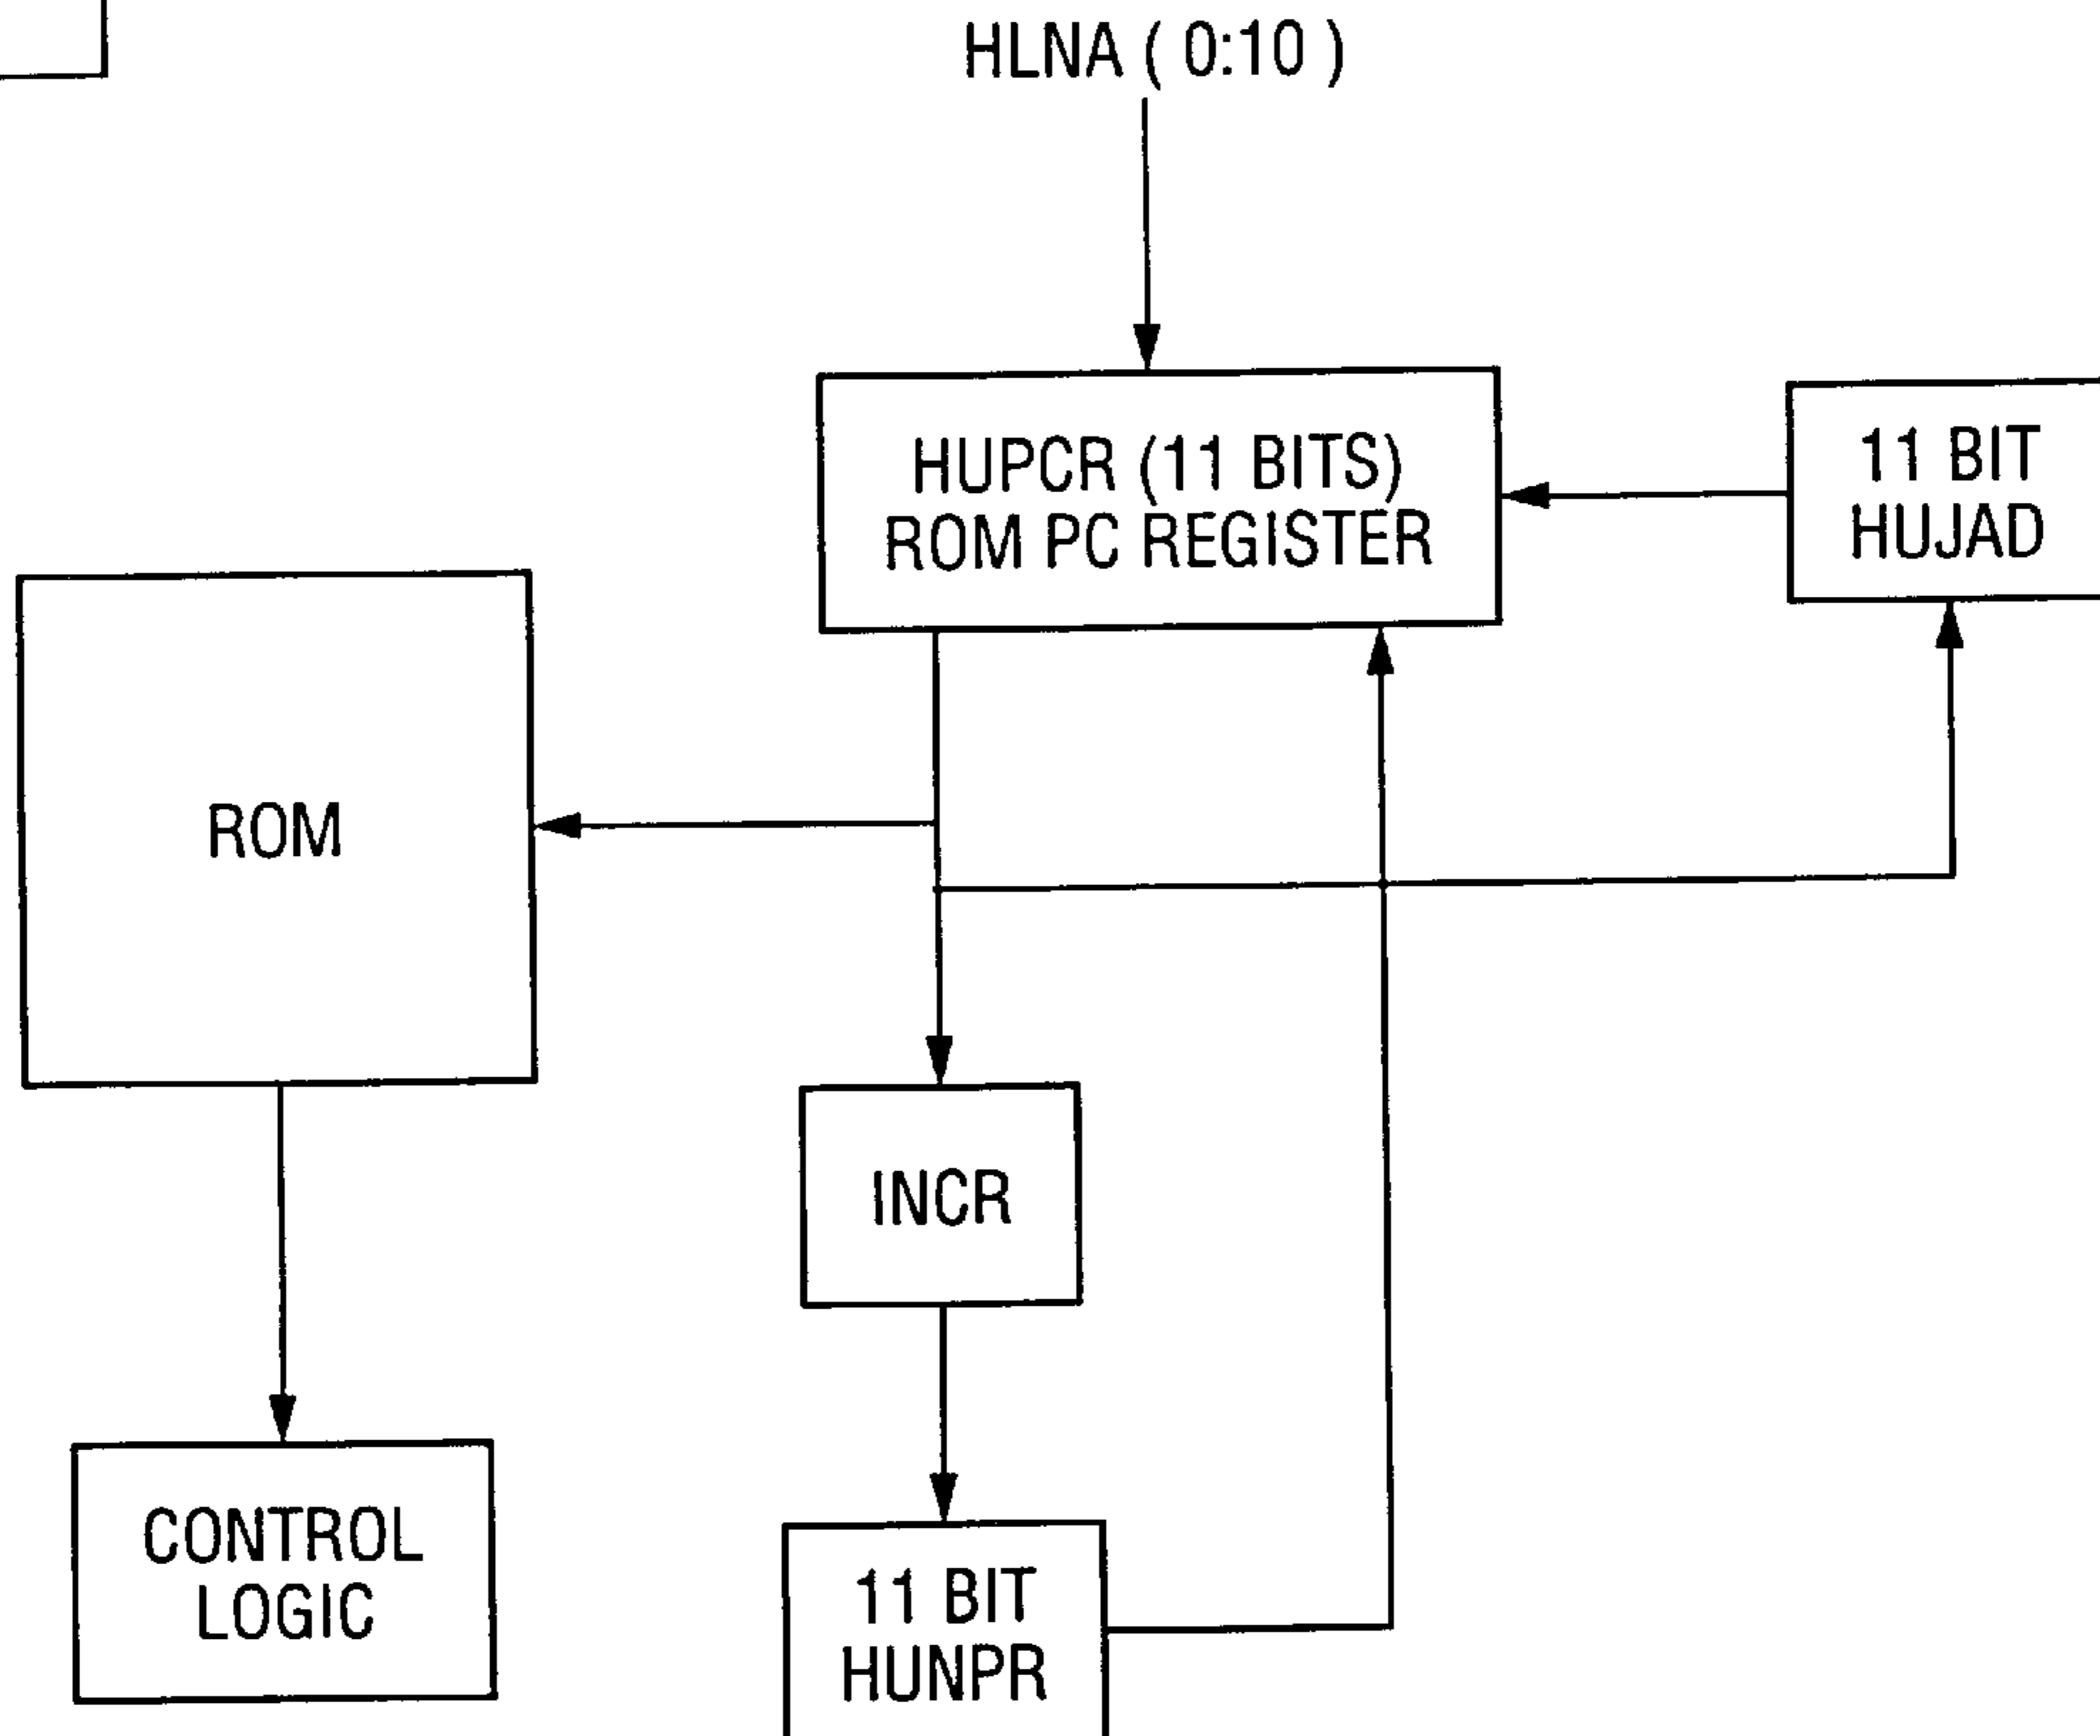 HLNA ( 0:10 )
HUPCR (11 BITS)
ROM PC REGISTER
11 BIT
HUJAD
ROM
INCR
CONTROL
LOGIC
11 BIT
HUNPR